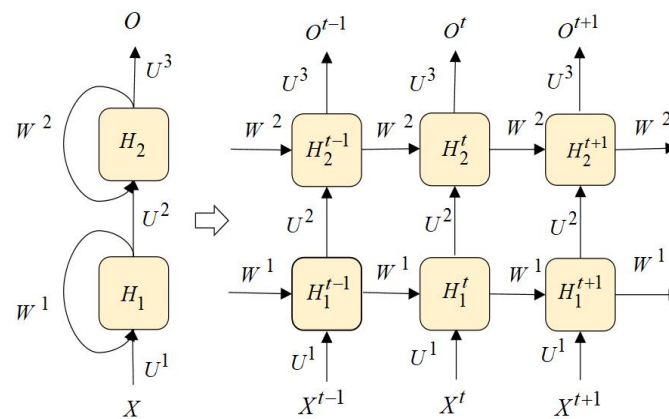 O O^{t-1} O^t O^{t+1}
U^3 U^3 U^3 U^3
W^2 W^2 W^2 W^2 W^2
H_2 H_2^{t-1} H_2^t H_2^{t+1}
U^2 U^2 U^2 U^2
W^1 W^1 W^1 W^1 W^1
H_1 H_1^{t-1} H_1^t H_1^{t+1}
U^1 U^1 U^1 U^1
X X^{t-1} X^t X^{t+1}